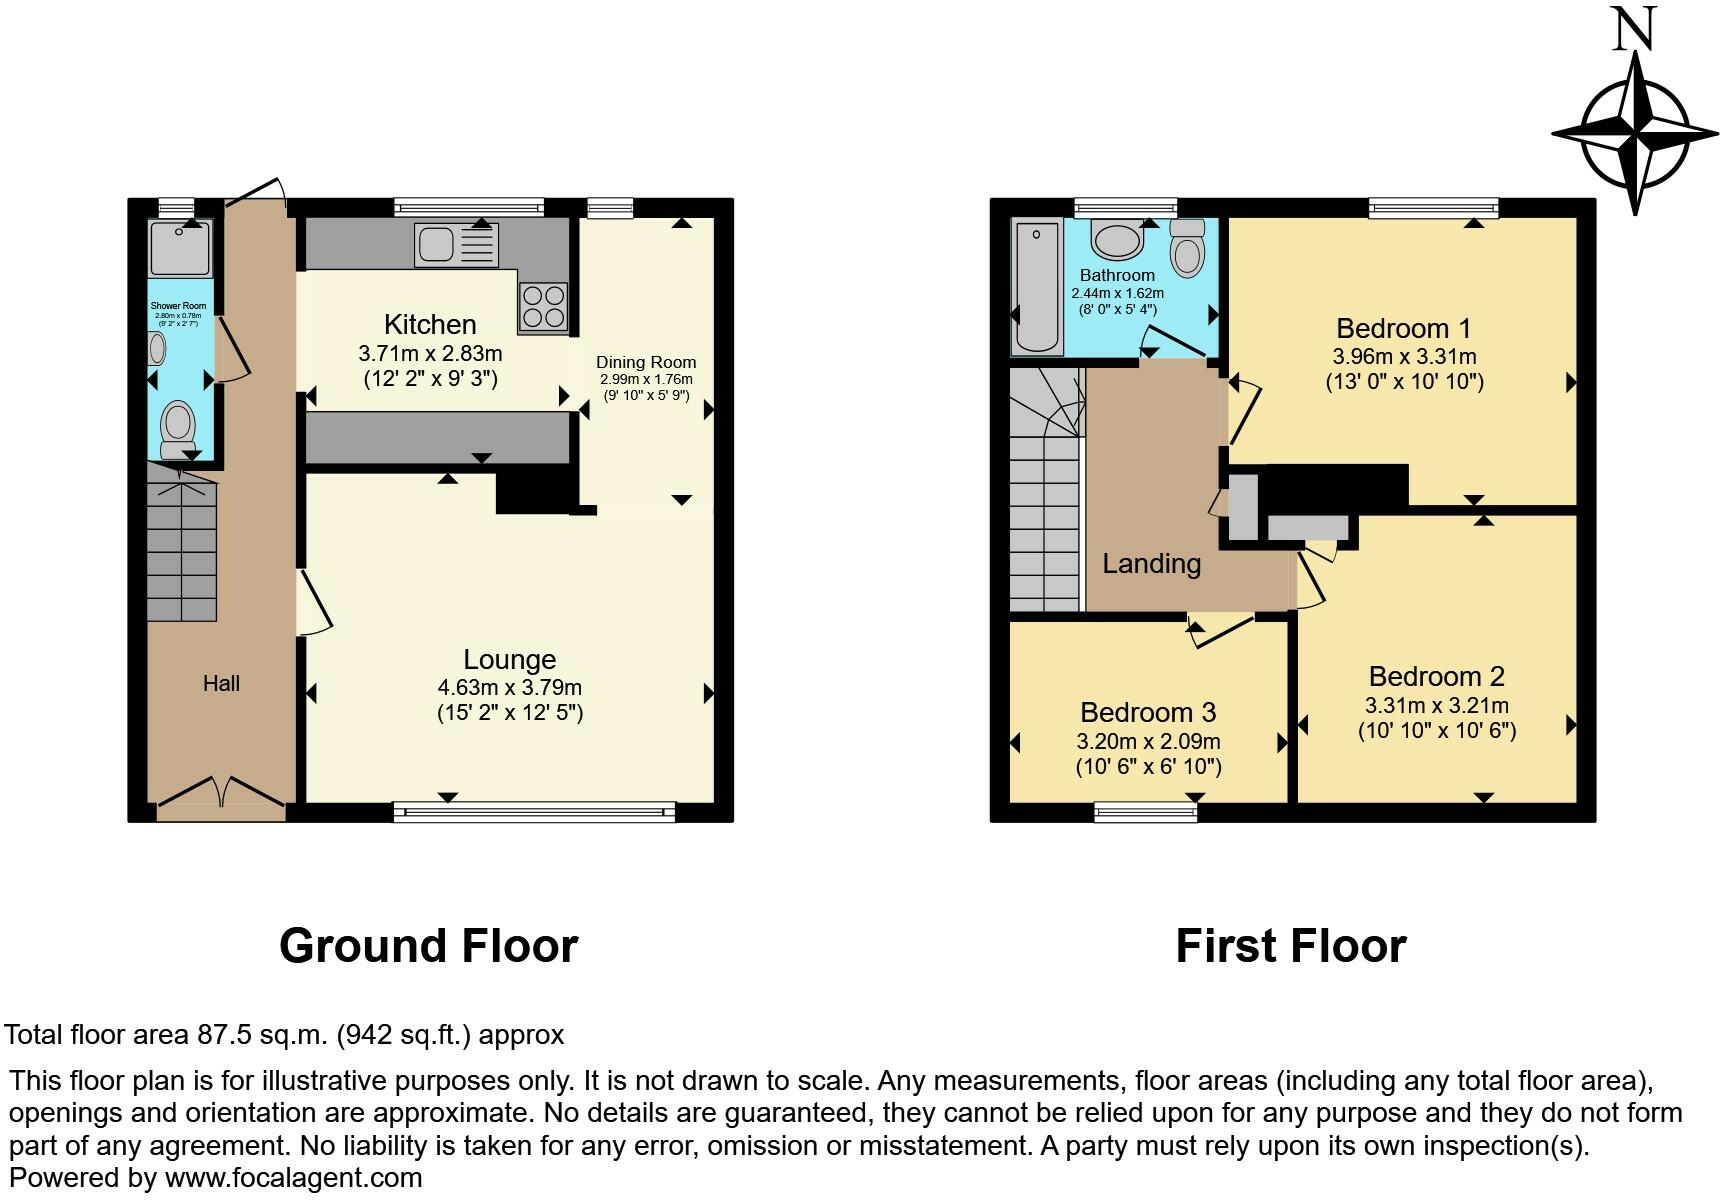 N
Shower Room
2.80m x 0.78m
(9' 2" x 2' 7")
Kitchen
3.71m x 2.83m
(12' 2" x 9' 3")
Dining Room
2.99m x 1.76m
(9' 10" x 5' 9")
Lounge
4.63m x 3.79m
(15' 2" x 12' 5")
Hall
Bathroom
2.44m x 1.62m
(8' 0" x 5' 4")
Bedroom 1
3.96m x 3.31m
(13' 0" x 10' 10")
Landing
Bedroom 2
3.31m x 3.21m
(10' 10" x 10' 6")
Bedroom 3
3.20m x 2.09m
(10' 6" x 6' 10")
Ground Floor
First Floor
Total floor area 87.5 sq.m. (942 sq.ft.) approx
This floor plan is for illustrative purposes only. It is not drawn to scale. Any measurements, floor areas (including any total floor area),
openings and orientation are approximate. No details are guaranteed, they cannot be relied upon for any purpose and they do not form
part of any agreement. No liability is taken for any error, omission or misstatement. A party must rely upon its own inspection(s).
Powered by www.focalagent.com